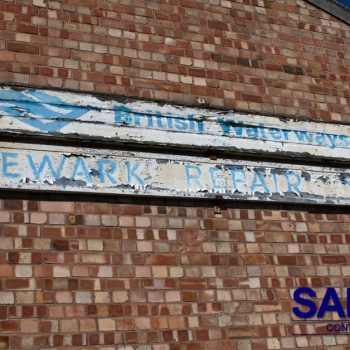 British Waterways
EWARK REPAIR
SA
CON